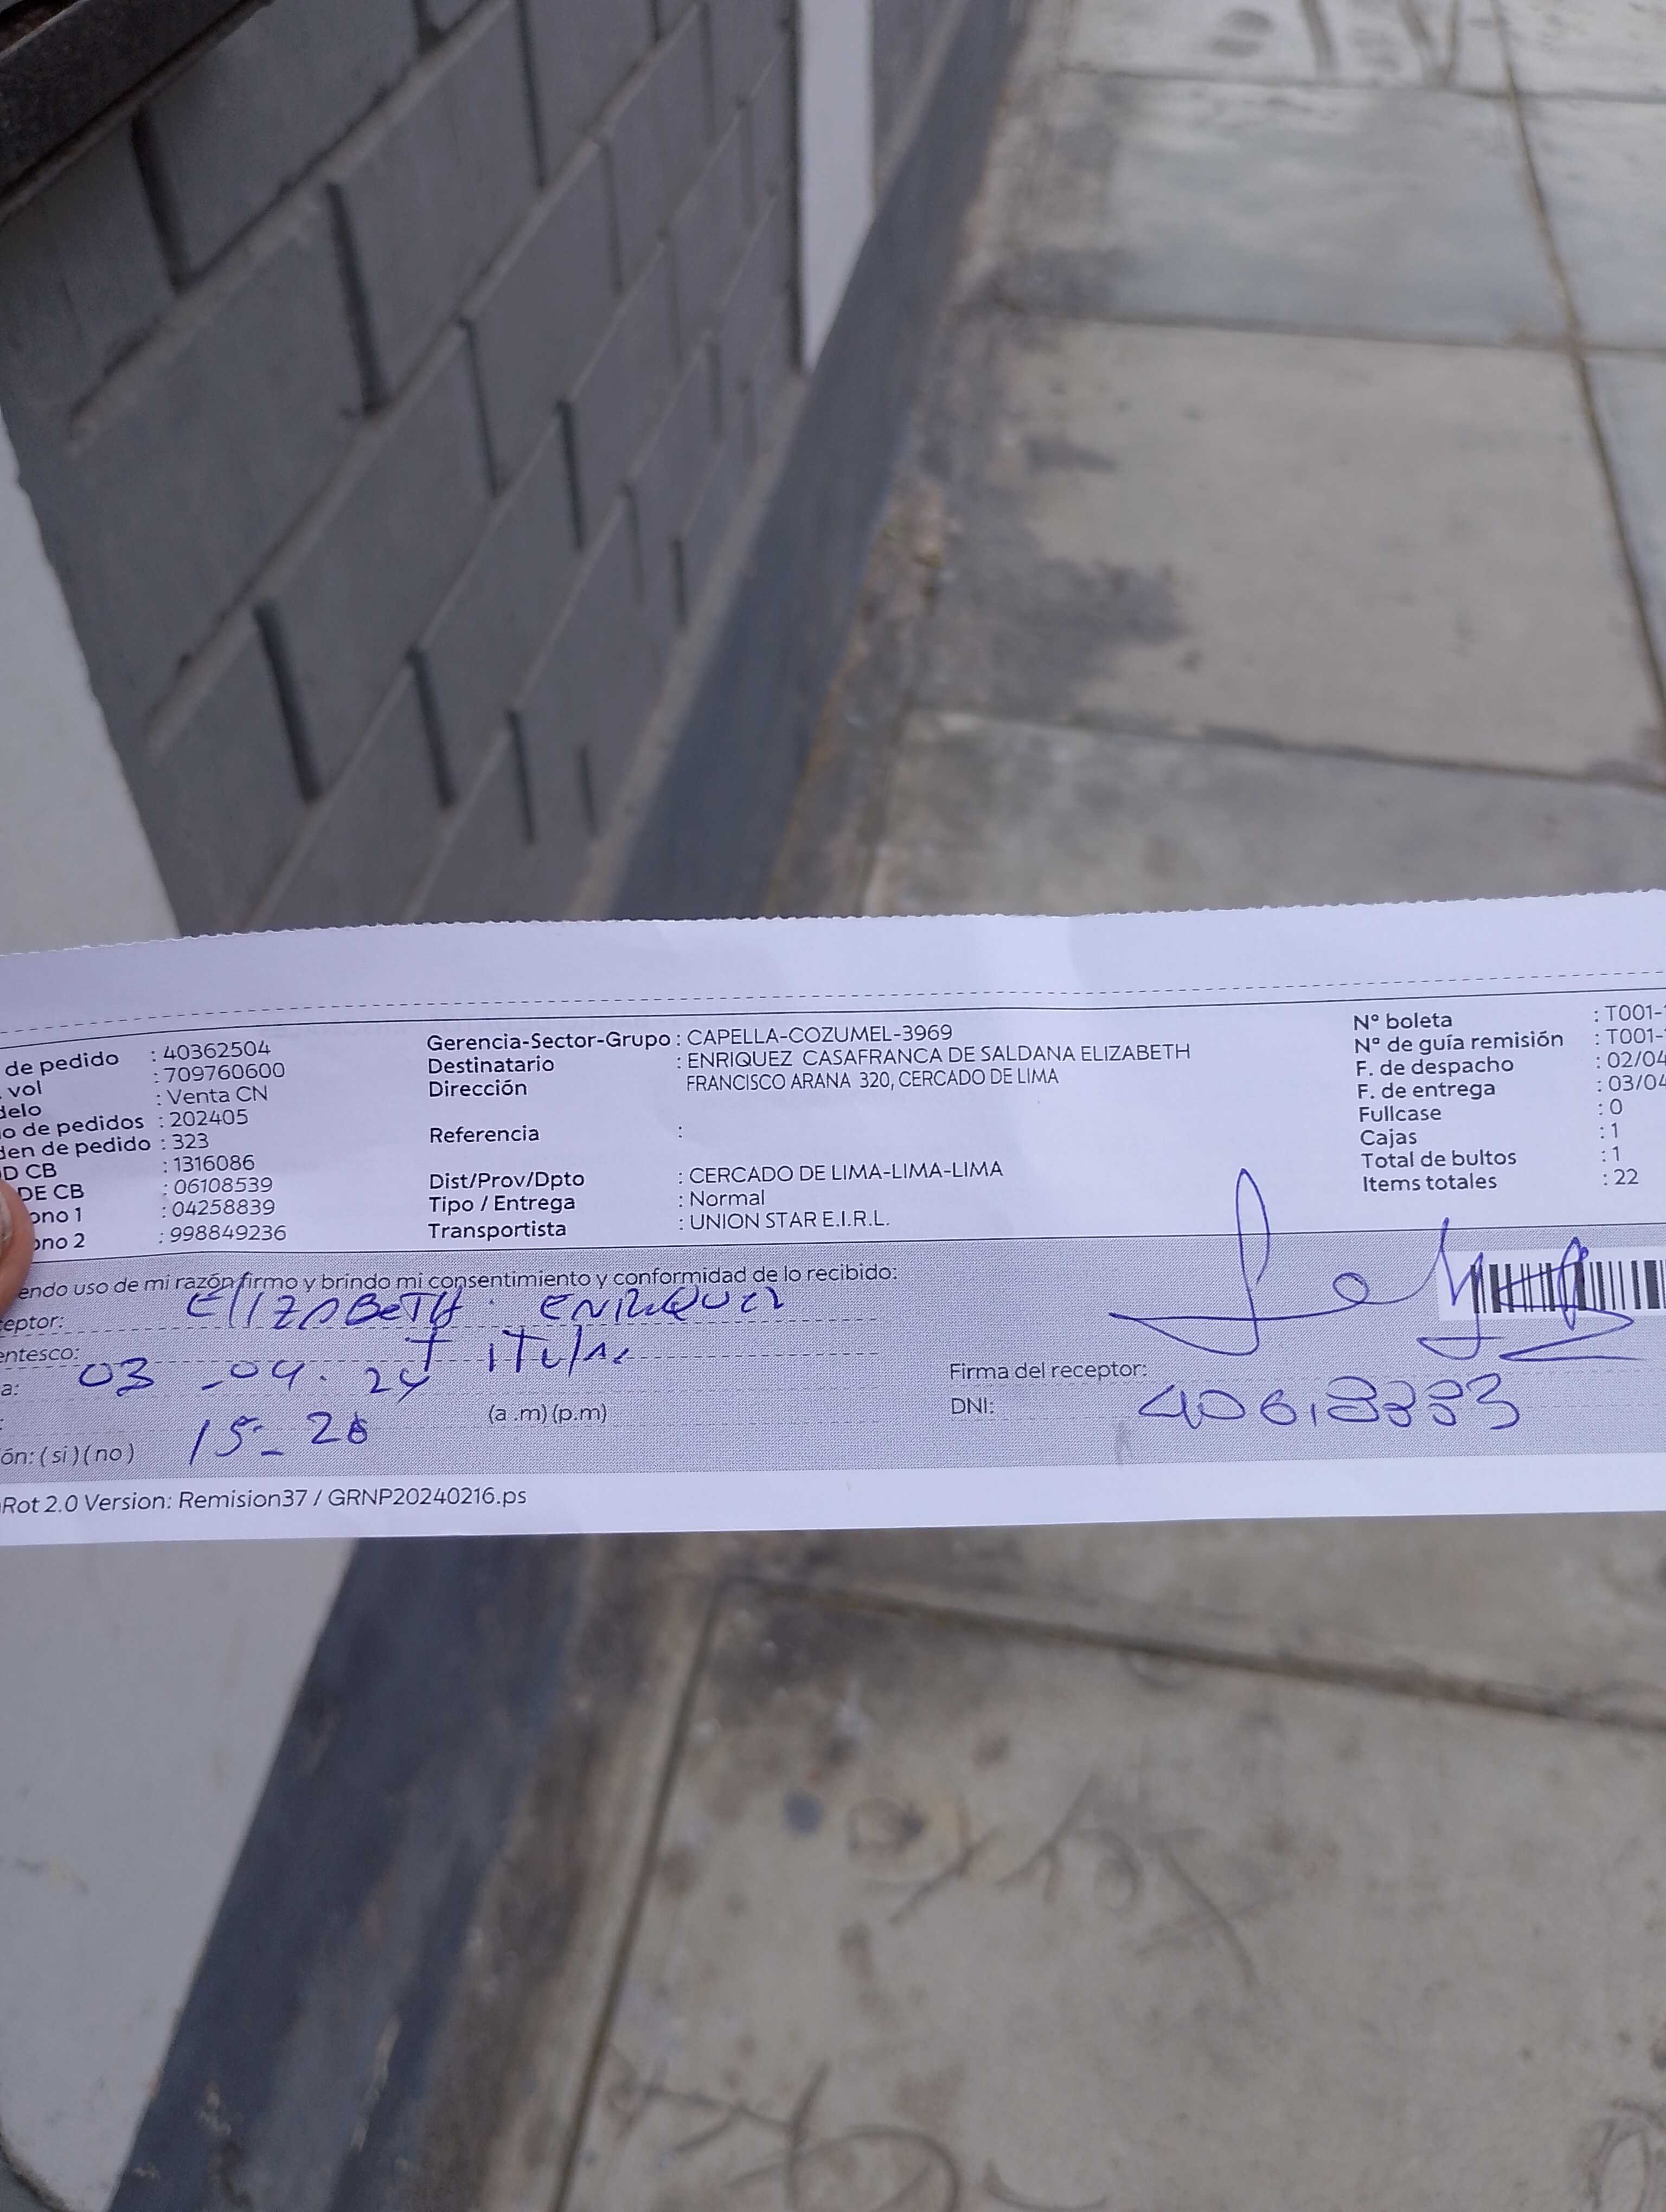 de pedido : 40362504
vol : 709760600
delo : Venta CN
o de pedidos : 202405
den de pedido : 323
D CB : 1316086
DE CB : 06108539
ono 1 : 04258839
ono 2 : 998849236
Gerencia-Sector-Grupo : CAPELLA-COZUMEL-3969
Destinatario : ENRIQUEZ CASAFRANCA DE SALDANA ELIZABETH
Dirección FRANCISCO ARANA 320, CERCADO DE LIMA
Referencia :
Dist/Prov/Dpto : CERCADO DE LIMA-LIMA-LIMA
Tipo / Entrega : Normal
Transportista : UNION STAR E.I.R.L.
N° boleta : T001-
N° de guía remisión : T001-
F. de despacho : 02/04
F. de entrega : 03/04
Fullcase : 0
Cajas : 1
Total de bultos : 1
Items totales : 22
endo uso de mi razón firmo y brindo mi consentimiento y conformidad de lo recibido:
eptor: ELIZABETH ENRIQUEZ
entesco: Titular
a: 03-04.24
: 15-26 (a .m) (p.m)
ón: ( si ) ( no )
Firma del receptor:
DNI:
Rot 2.0 Version: Remision37 / GRNP20240216.ps